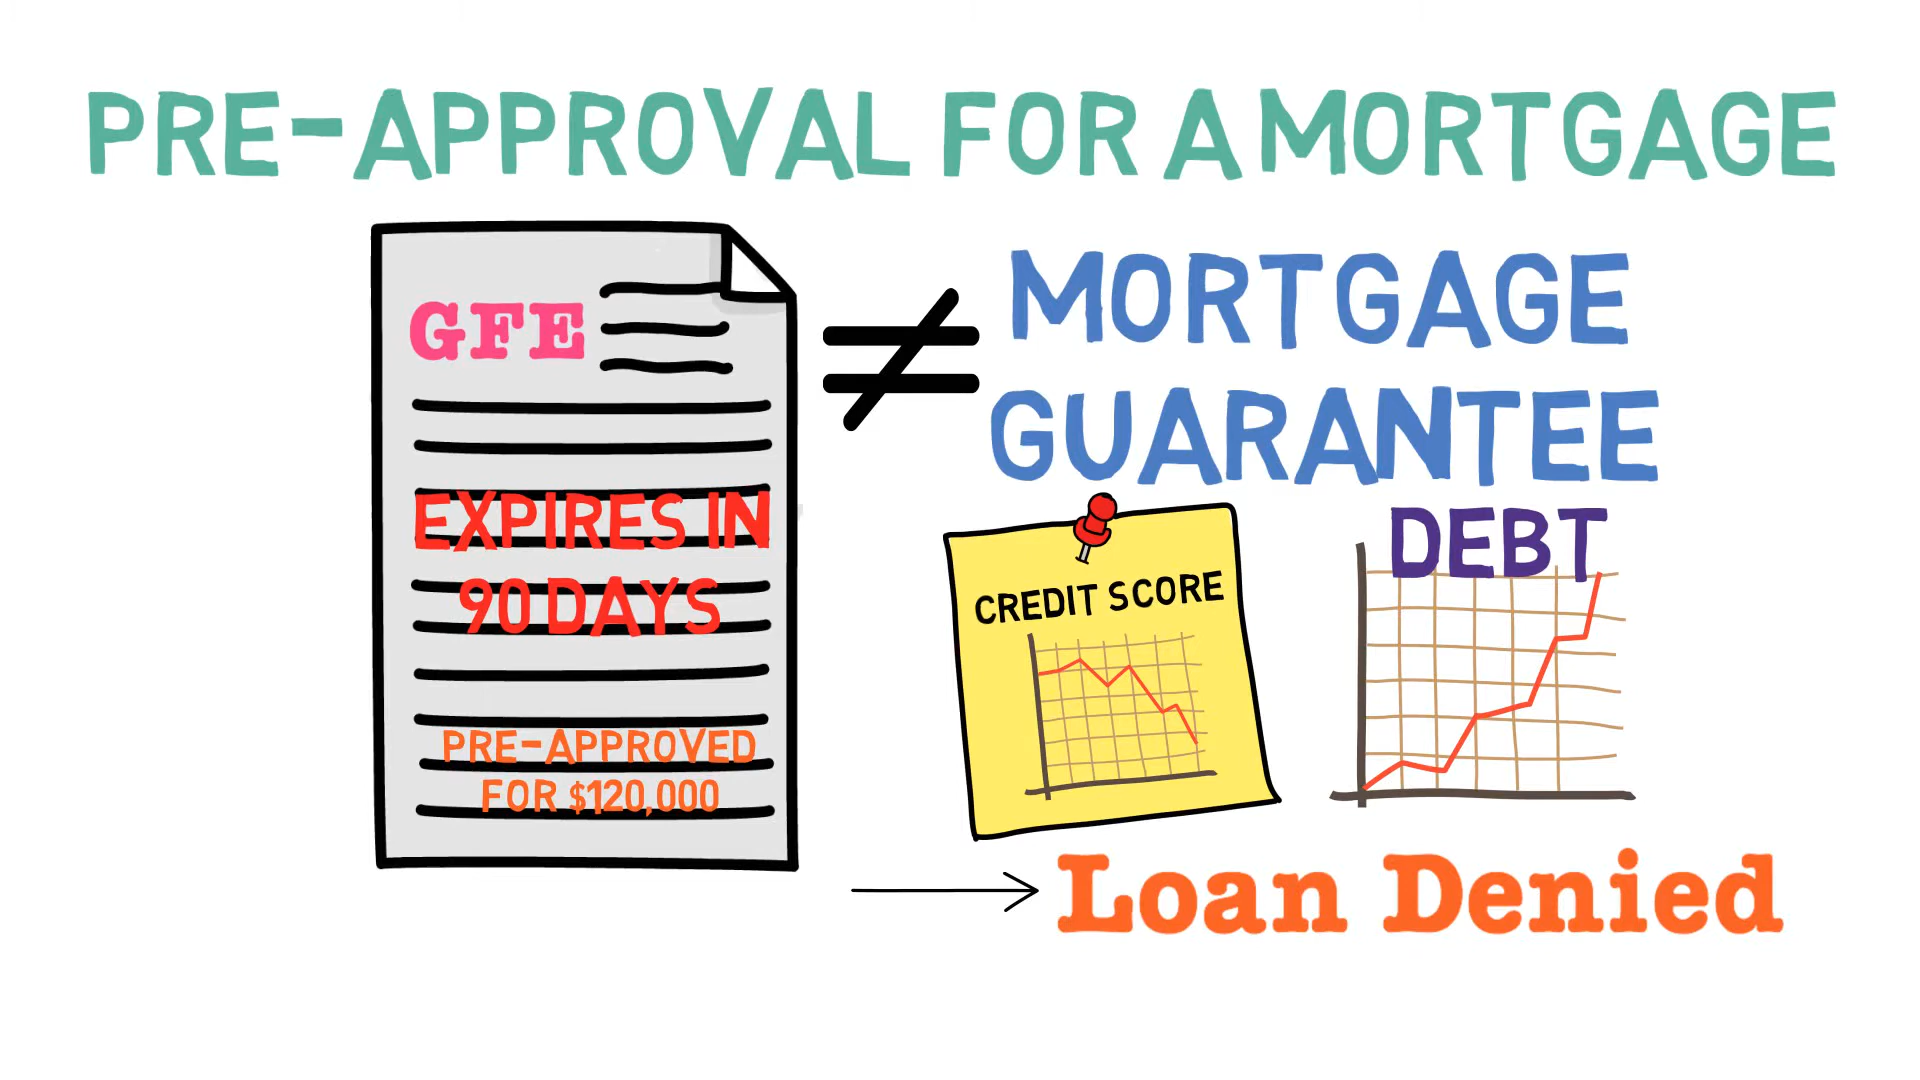 PRE-APPROVAL FOR A MORTGAGE
GFE
EXPIRES IN
90 DAYS
PRE-APPROVED
FOR $120,000
≠
MORTGAGE
GUARANTEE
CREDIT SCORE
DEBT
Loan Denied